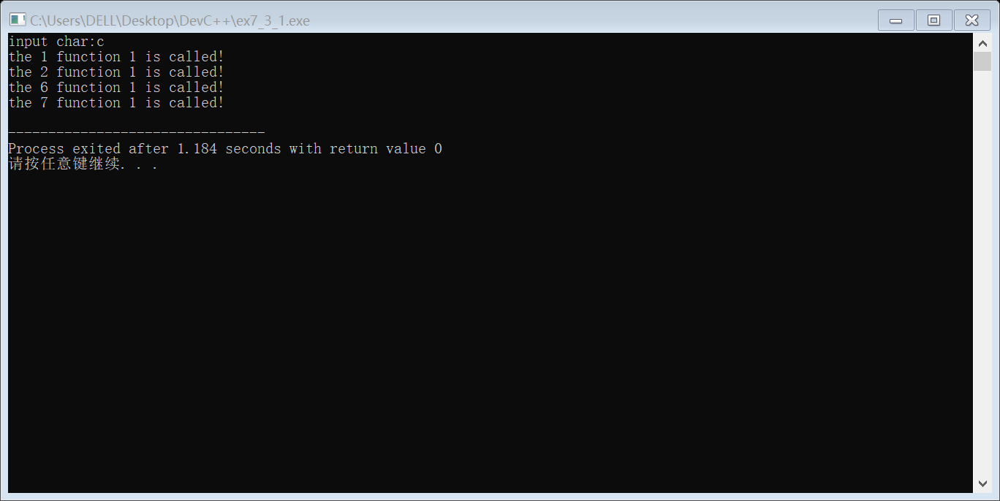 C:\Users\DELL\Desktop\DevC++\ex7_3_1.exe
input char:c
the 1 function 1 is called!
the 2 function 1 is called!
the 6 function 1 is called!
the 7 function 1 is called!
--------------------------------
Process exited after 1.184 seconds with return value 0
请按任意键继续. . .